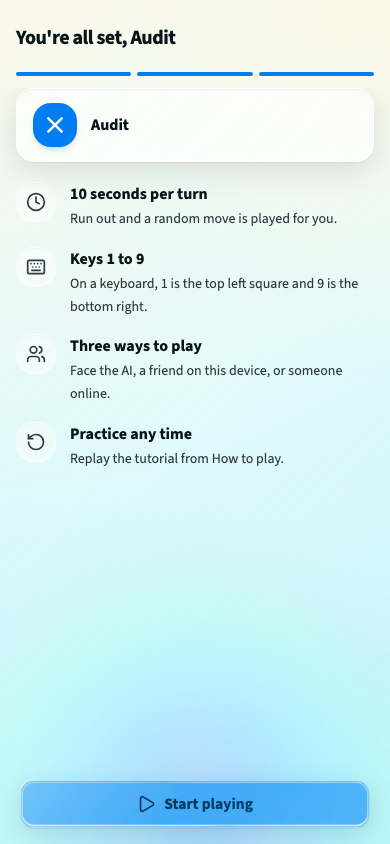 You're all set, Audit
Audit
10 seconds per turn
Run out and a random move is played for you.
Keys 1 to 9
On a keyboard, 1 is the top left square and 9 is the
bottom right.
Three ways to play
Face the AI, a friend on this device, or someone
online.
Practice any time
Replay the tutorial from How to play.
Start playing